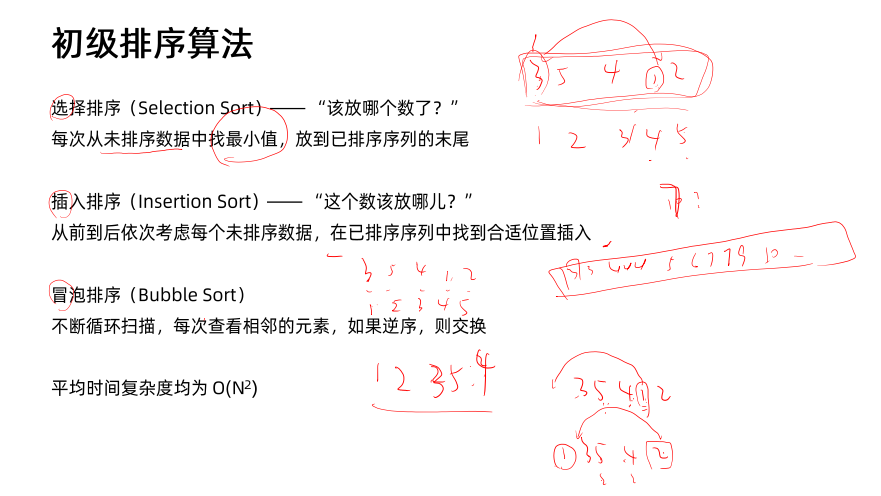 初级排序算法
3 5 4 1 2
选择排序（Selection Sort）—— “该放哪个数了？”
1 2 3 4 5
每次从未排序数据中找最小值，放到已排序序列的末尾
插入排序（Insertion Sort）—— “这个数该放哪儿？”
从前到后依次考虑每个未排序数据，在已排序序列中找到合适位置插入
3 5 4 1 2
冒泡排序（Bubble Sort）
1 2 3 4 5
不断循环扫描，每次查看相邻的元素，如果逆序，则交换
平均时间复杂度均为 O(N²)
1 2 3 5 4
3 5 4 1 2
1 3 5 4 2